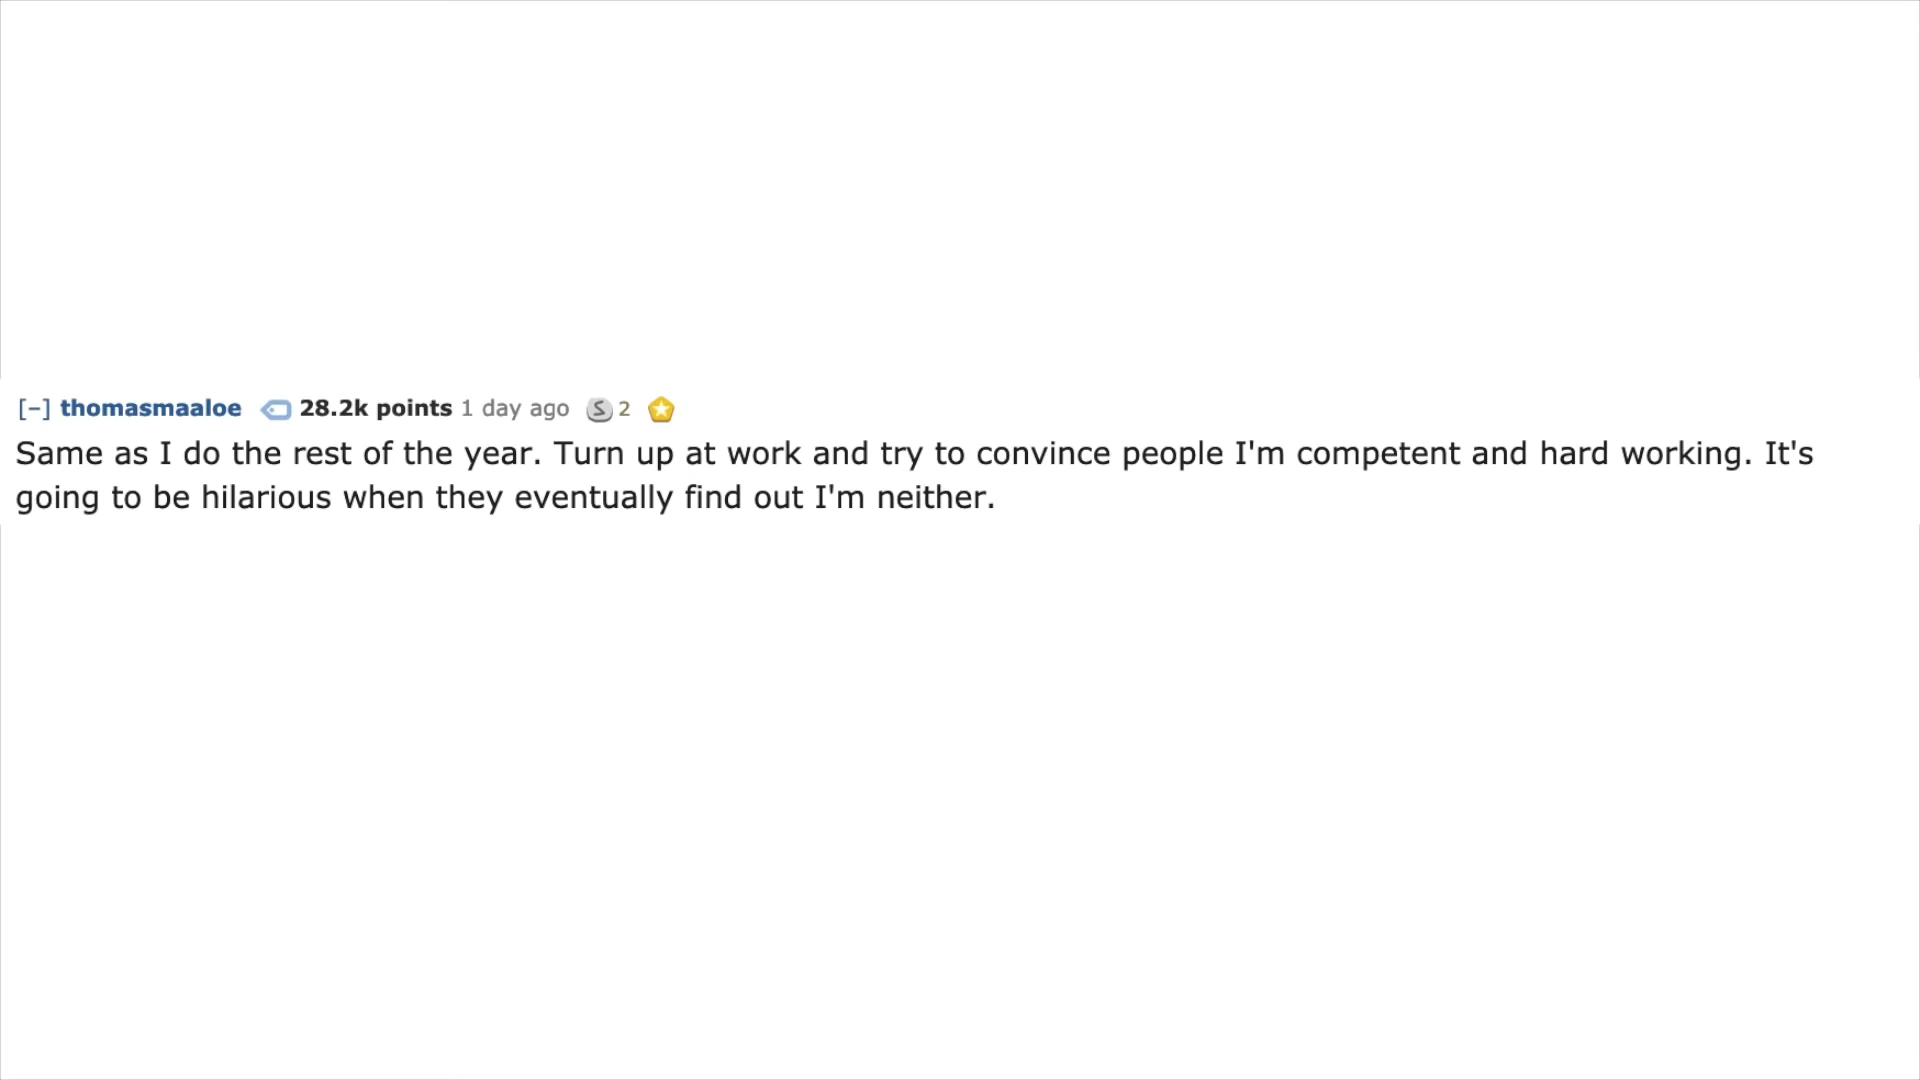 [–] thomasmaaloe 28.2k points 1 day ago S 2
Same as I do the rest of the year. Turn up at work and try to convince people I'm competent and hard working. It's
going to be hilarious when they eventually find out I'm neither.